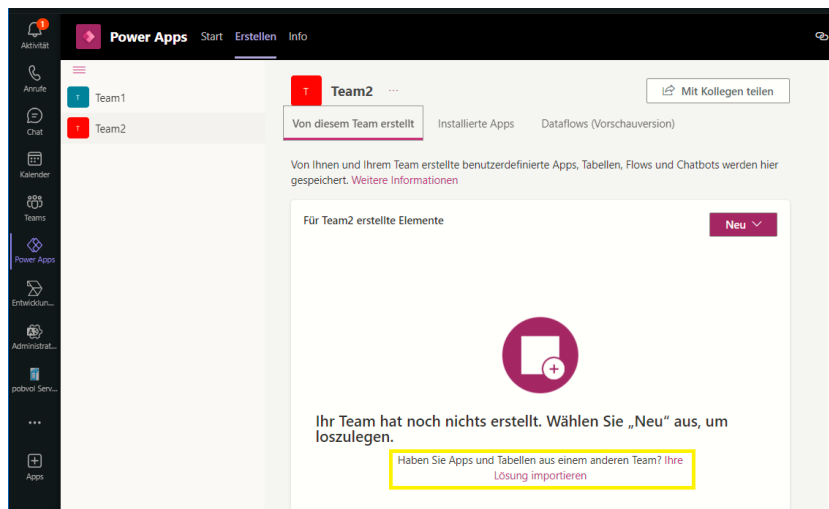 1
Aktivität
Anrufe
Chat
Kalender
Teams
Power Apps
Entwicklun...
Administrat...
pobvol Serv...
Apps
Power Apps Start Erstellen Info
T Team1
T Team2
T Team2 ...
Mit Kollegen teilen
Von diesem Team erstellt Installierte Apps Dataflows (Vorschauversion)
Von Ihnen und Ihrem Team erstellte benutzerdefinierte Apps, Tabellen, Flows und Chatbots werden hier
gespeichert. Weitere Informationen
Für Team2 erstellte Elemente
Neu
Ihr Team hat noch nichts erstellt. Wählen Sie „Neu“ aus, um
loszulegen.
Haben Sie Apps und Tabellen aus einem anderen Team? Ihre
Lösung importieren